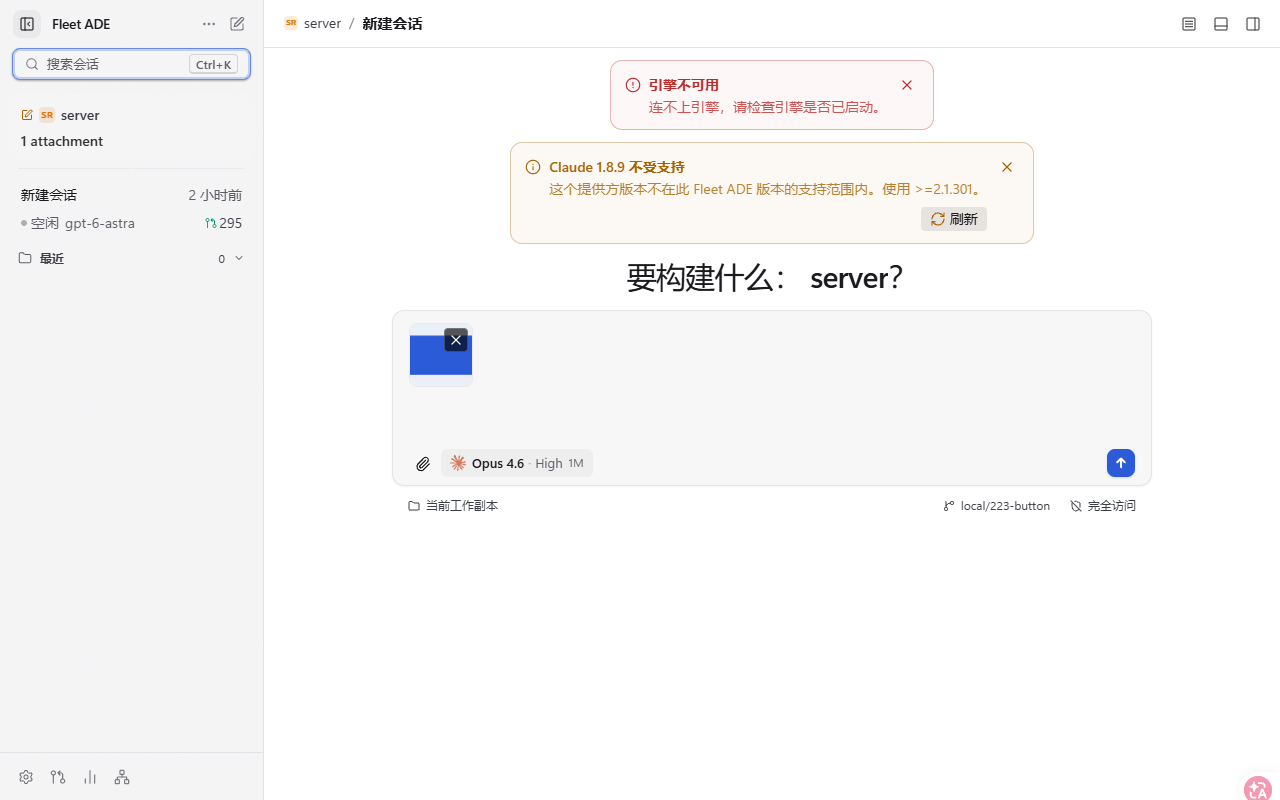 Fleet ADE
搜索会话
Ctrl+K
SR server
1 attachment
新建会话 2 小时前
空闲 gpt-6-astra 295
最近 0
SR server / 新建会话
引擎不可用
连不上引擎，请检查引擎是否已启动。
Claude 1.8.9 不受支持
这个提供方版本不在此 Fleet ADE 版本的支持范围内。使用 >=2.1.301。
刷新
要构建什么： server?
Opus 4.6 · High 1M
当前工作副本
local/223-button
完全访问